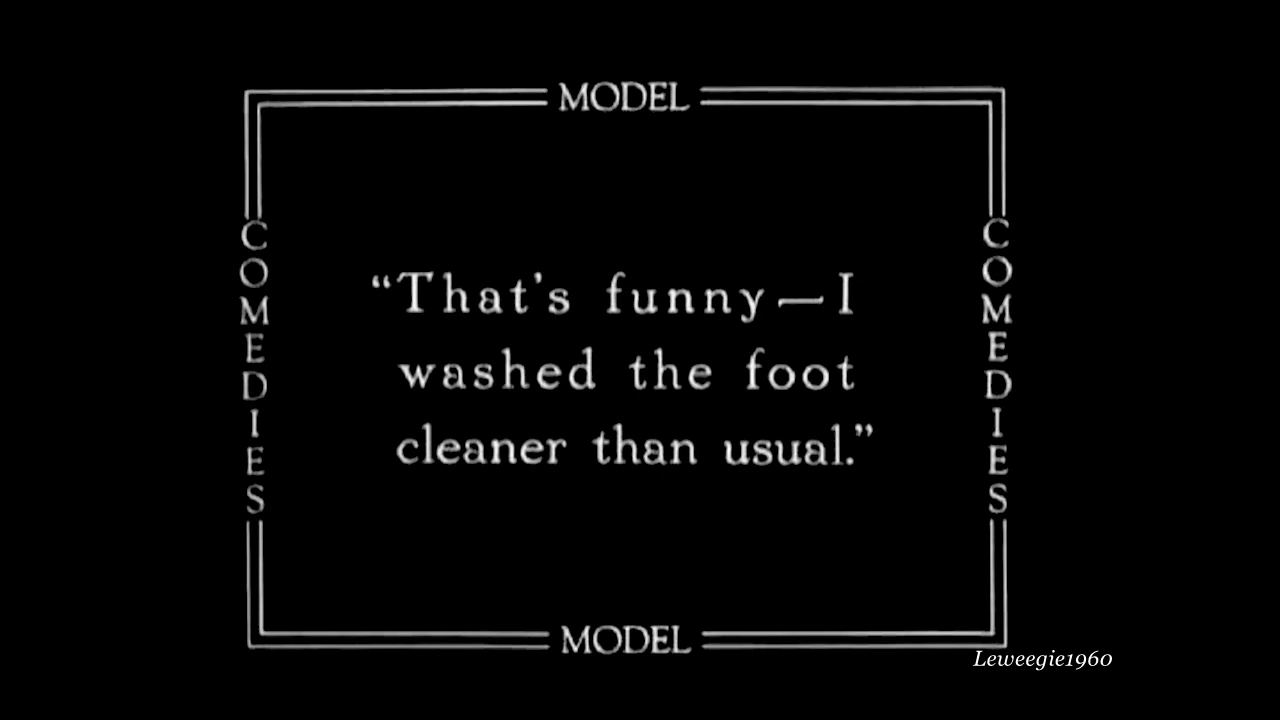 MODEL
COMEDIES
COMEDIES
“That's funny—I
washed the foot
cleaner than usual.”
MODEL
Leweegie1960